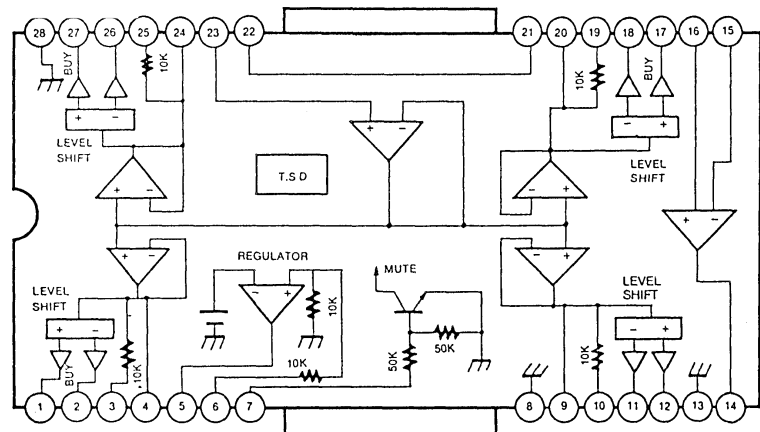 28 27 26 25 24 23 22 21 20 19 18 17 16 15
BUY
10K
10K
BUY
+ −
− +
LEVEL
SHIFT
LEVEL
SHIFT
+ −
T.S.D
+ −
− +
+ −
+ −
− +
REGULATOR
− +
MUTE
LEVEL
SHIFT
LEVEL
SHIFT
+ −
− +
10K
50K
BUY
10K
10K
50K
10K
1 2 3 4 5 6 7 8 9 10 11 12 13 14